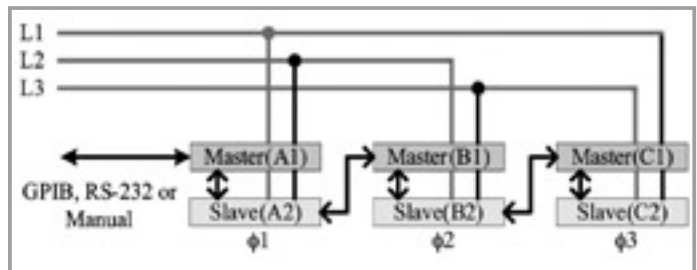 L1
L2
L3
Master(A1) Master(B1) Master(C1)
GPIB, RS-232 or
Manual
Slave(A2) Slave(B2) Slave(C2)
ϕ1 ϕ2 ϕ3